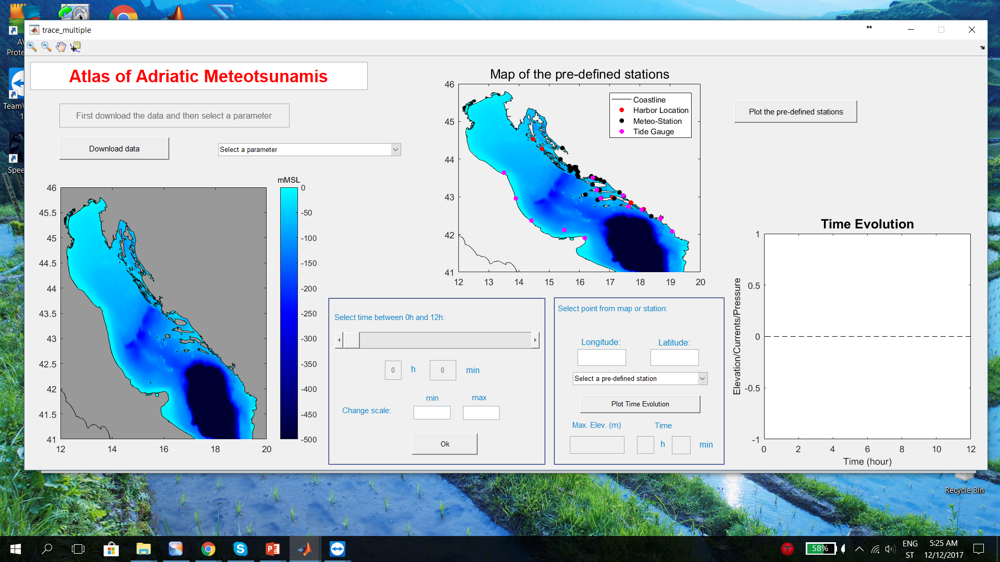 trace_multiple
Atlas of Adriatic Meteotsunamis
First download the data and then select a parameter
Download data
Select a parameter
mMSL
46
45.5
45
44.5
44
43.5
43
42.5
42
41.5
41
12
14
16
18
20
0
-50
-100
-150
-200
-250
-300
-350
-400
-450
-500
Map of the pre-defined stations
46
45
44
43
42
41
12
13
14
15
16
17
18
19
20
Coastline
Harbor Location
Meteo-Station
Tide Gauge
Plot the pre-defined stations
Select time between 0h and 12h:
0 h 0 min
min max
Change scale:
Ok
Select point from map or station:
Longitude: Latitude:
Select a pre-defined station
Plot Time Evolution
Max. Elev. (m) Time
h min
Time Evolution
Elevation/Currents/Pressure
1
0.5
0
-0.5
-1
0
2
4
6
8
10
12
Time (hour)
Recycle Bin
58%
ENG
ST
5:25 AM
12/12/2017